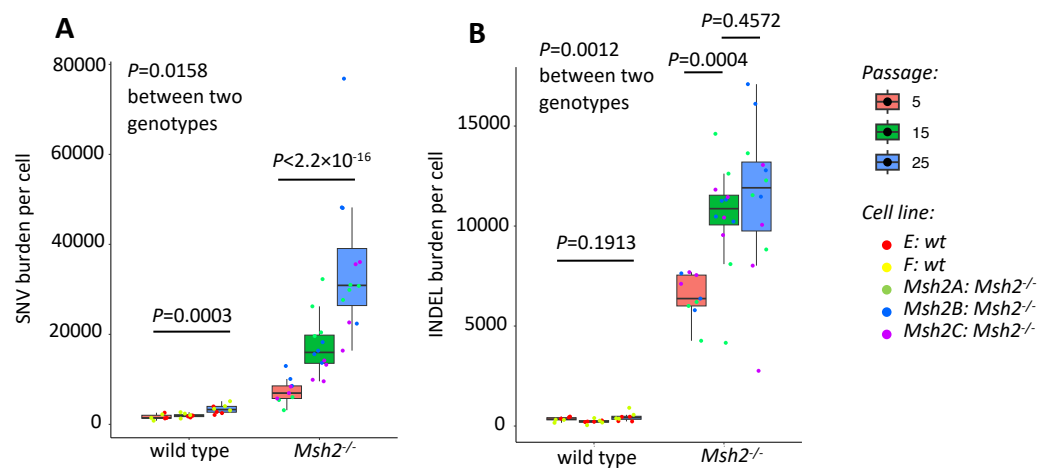 A
P=0.0158
between two
genotypes
P<2.2×10⁻¹⁶
P=0.0003
SNV burden per cell
80000
60000
40000
20000
0
wild type
Msh2⁻/⁻
B
P=0.0012
between two
genotypes
P=0.4572
P=0.0004
P=0.1913
INDEL burden per cell
15000
10000
5000
0
wild type
Msh2⁻/⁻
Passage:
5
15
25
Cell line:
E: wt
F: wt
Msh2A: Msh2⁻/⁻
Msh2B: Msh2⁻/⁻
Msh2C: Msh2⁻/⁻